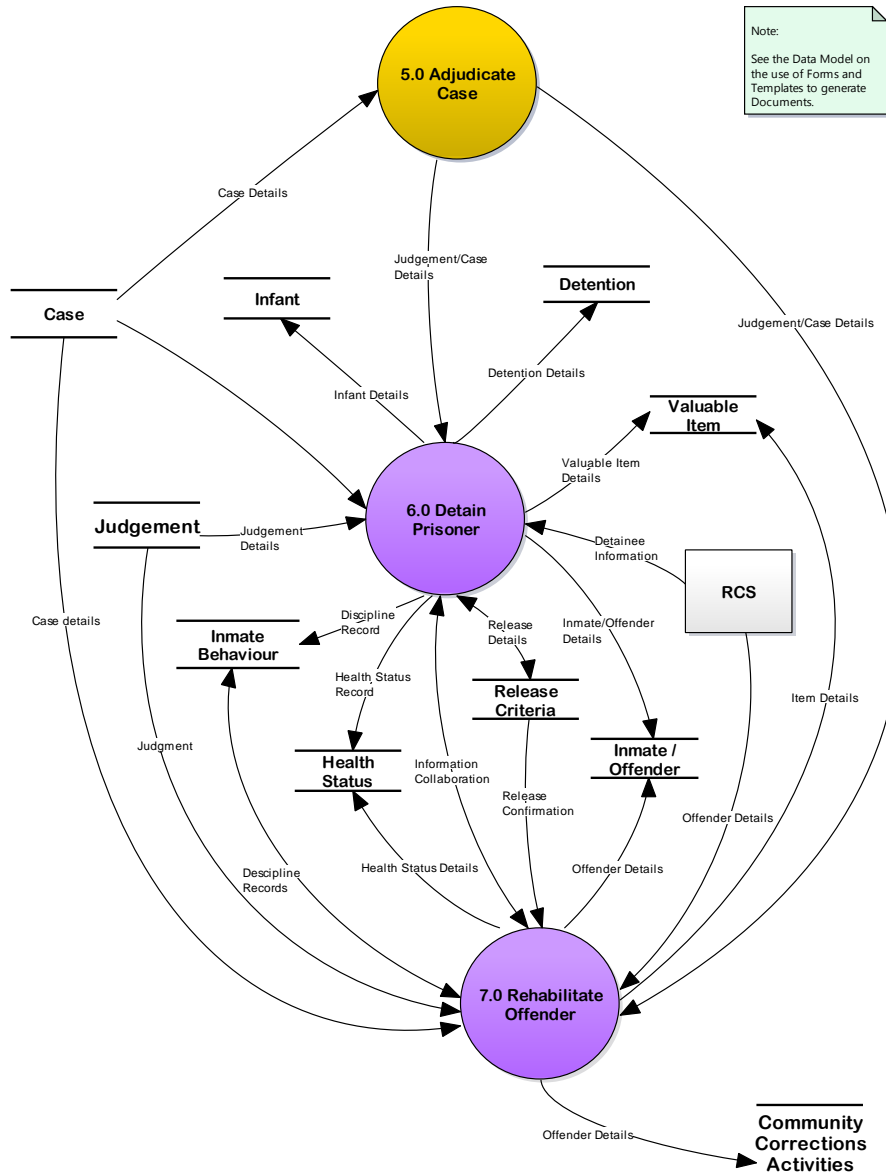 5.0 Adjudicate
Case
Note:
See the Data Model on
the use of Forms and
Templates to generate
Documents.
Case Details
Judgement/Case
Details
Infant
Detention
Case
Judgement/Case Details
Infant Details
Detention Details
Valuable
Item
Valuable Item
Details
6.0 Detain
Prisoner
Judgement
Judgement
Details
Detainee
Information
RCS
Case details
Discipline
Record
Release
Details
Inmate/Offender
Details
Inmate
Behaviour
Health Status
Record
Release
Criteria
Item Details
Judgment
Health
Status
Information
Collaboration
Inmate /
Offender
Release
Confirmation
Offender Details
Descipline
Records
Health Status Details
Offender Details
7.0 Rehabilitate
Offender
Offender Details
Community
Corrections
Activities